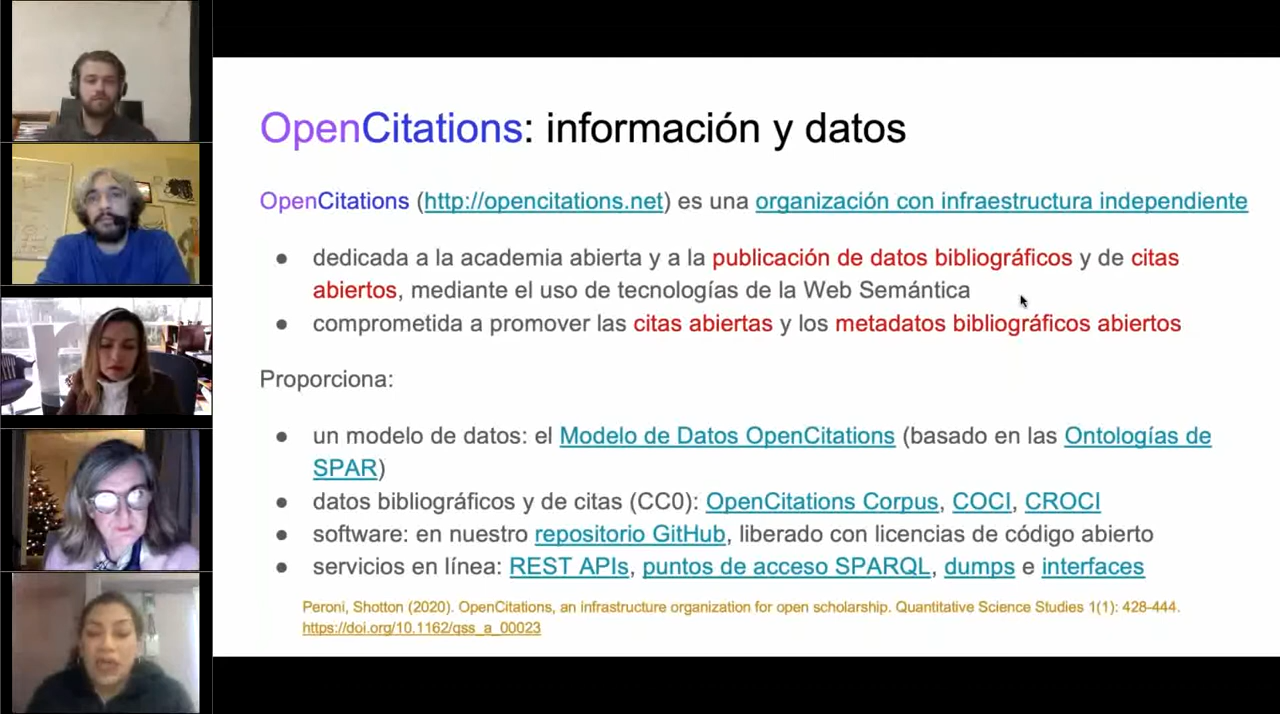 OpenCitations: información y datos
OpenCitations (http://opencitations.net) es una organización con infraestructura independiente
● dedicada a la academia abierta y a la publicación de datos bibliográficos y de citas
abiertos, mediante el uso de tecnologías de la Web Semántica
● comprometida a promover las citas abiertas y los metadatos bibliográficos abiertos
Proporciona:
● un modelo de datos: el Modelo de Datos OpenCitations (basado en las Ontologías de
SPAR)
● datos bibliográficos y de citas (CC0): OpenCitations Corpus, COCI, CROCI
● software: en nuestro repositorio GitHub, liberado con licencias de código abierto
● servicios en línea: REST APIs, puntos de acceso SPARQL, dumps e interfaces
Peroni, Shotton (2020). OpenCitations, an infrastructure organization for open scholarship. Quantitative Science Studies 1(1): 428-444.
https://doi.org/10.1162/qss_a_00023